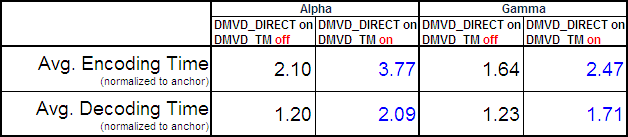 Alpha Gamma
DMVD_DIRECT on DMVD_DIRECT on DMVD_DIRECT on DMVD_DIRECT on
DMVD_TM off DMVD_TM on DMVD_TM off DMVD_TM on
Avg. Encoding Time 2.10 3.77 1.64 2.47
(normalized to anchor)
Avg. Decoding Time 1.20 2.09 1.23 1.71
(normalized to anchor)